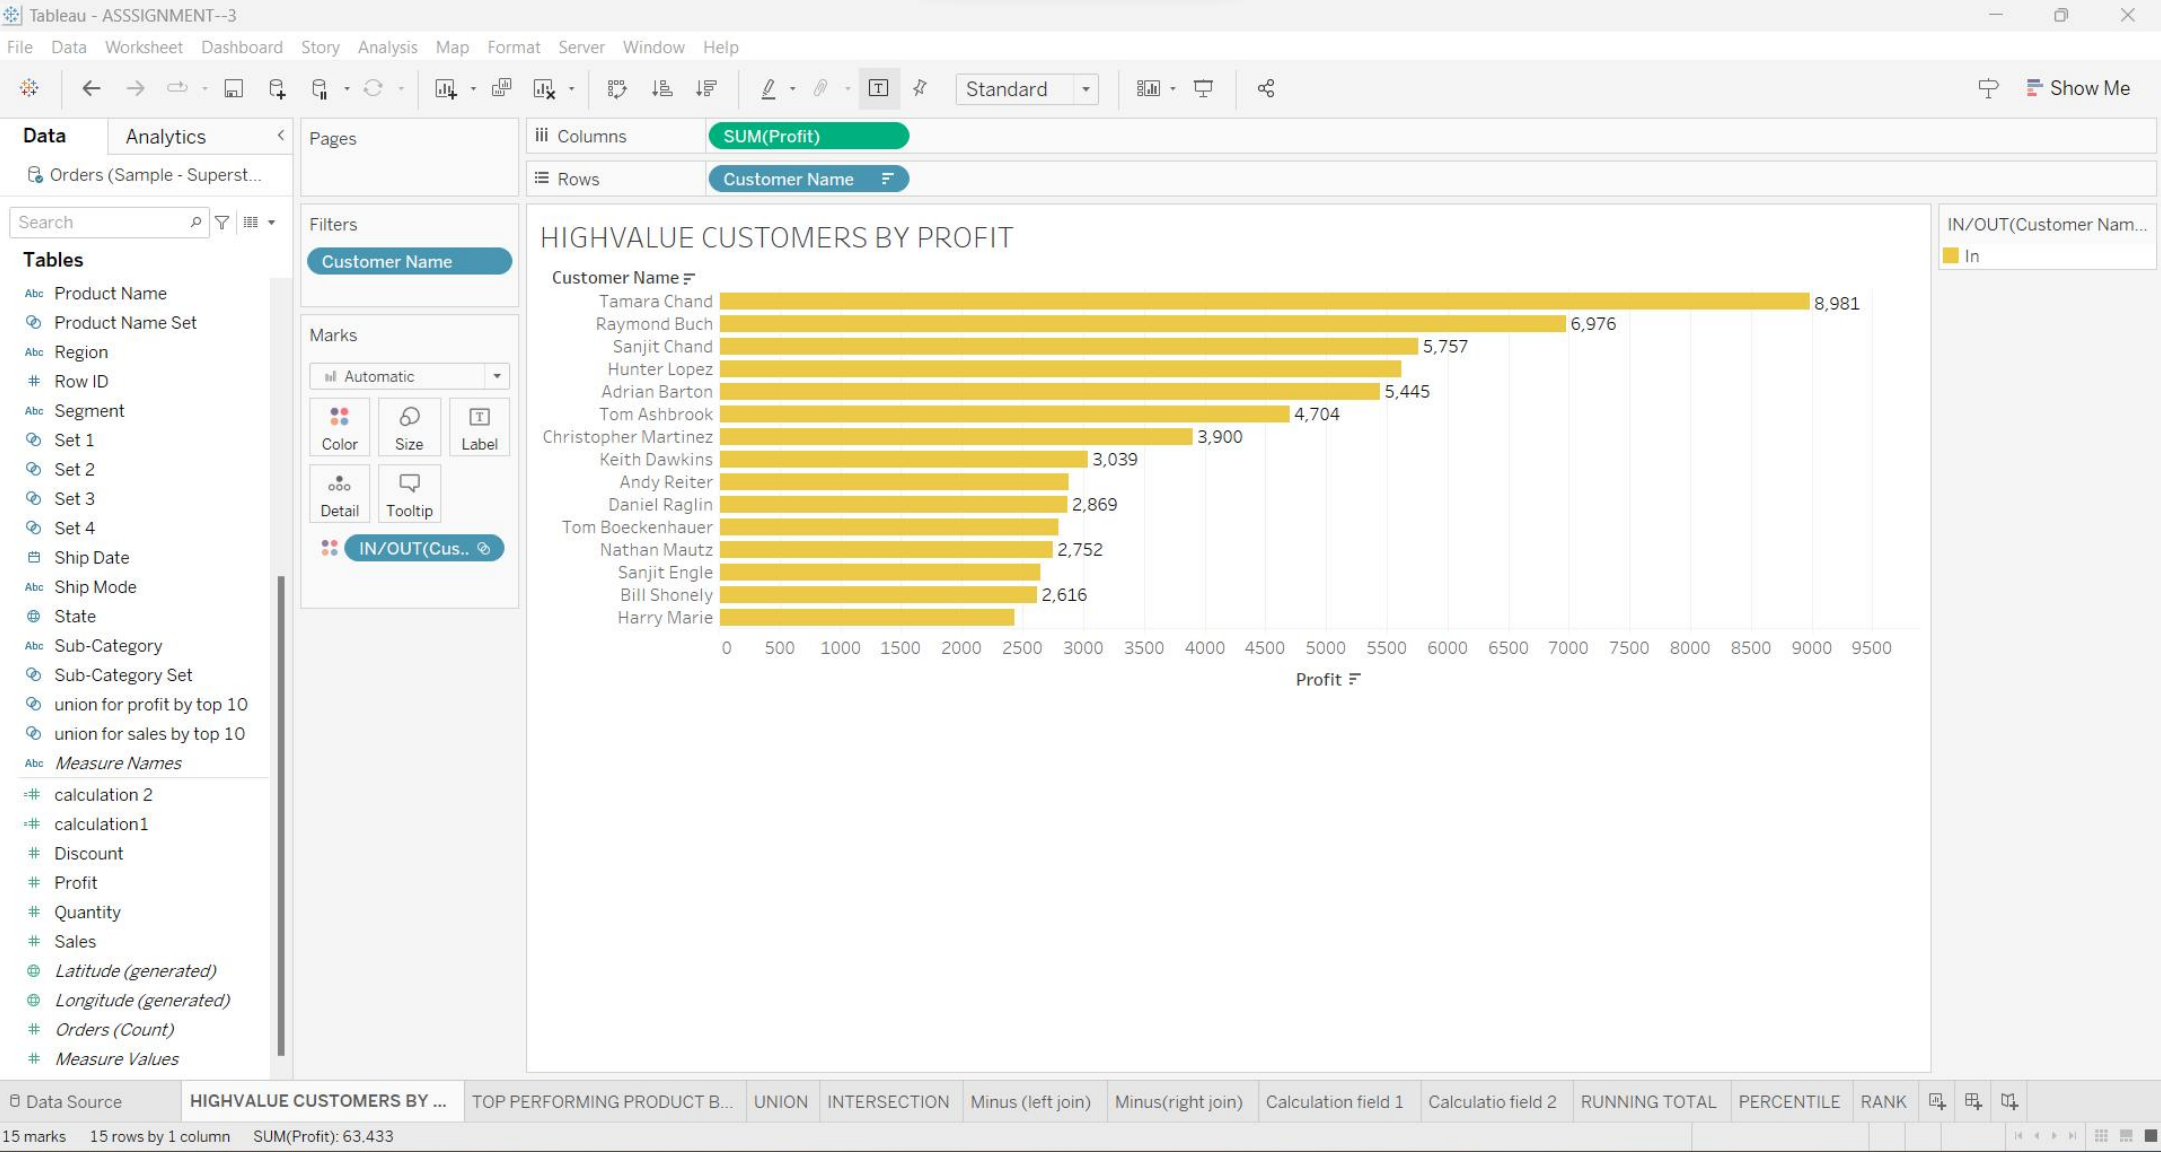 Tableau - ASSSIGNMENT--3
File Data Worksheet Dashboard Story Analysis Map Format Server Window Help
Standard
Show Me
Data Analytics
Orders (Sample - Superst...
Search
Tables
Abc Product Name
Product Name Set
Abc Region
# Row ID
Abc Segment
Set 1
Set 2
Set 3
Set 4
Ship Date
Abc Ship Mode
State
Abc Sub-Category
Sub-Category Set
union for profit by top 10
union for sales by top 10
Abc Measure Names
=# calculation 2
=# calculation1
# Discount
# Profit
# Quantity
# Sales
Latitude (generated)
Longitude (generated)
# Orders (Count)
# Measure Values
Pages
Filters
Customer Name
Marks
Automatic
Color Size Label
Detail Tooltip
IN/OUT(Cus..
Columns SUM(Profit)
Rows Customer Name
HIGHVALUE CUSTOMERS BY PROFIT
Customer Name
Tamara Chand 8,981
Raymond Buch 6,976
Sanjit Chand 5,757
Hunter Lopez
Adrian Barton 5,445
Tom Ashbrook 4,704
Christopher Martinez 3,900
Keith Dawkins 3,039
Andy Reiter
Daniel Raglin 2,869
Tom Boeckenhauer
Nathan Mautz 2,752
Sanjit Engle
Bill Shonely 2,616
Harry Marie
0 500 1000 1500 2000 2500 3000 3500 4000 4500 5000 5500 6000 6500 7000 7500 8000 8500 9000 9500
Profit
IN/OUT(Customer Nam...
In
Data Source HIGHVALUE CUSTOMERS BY ... TOP PERFORMING PRODUCT B... UNION INTERSECTION Minus (left join) Minus(right join) Calculation field 1 Calculatio field 2 RUNNING TOTAL PERCENTILE RANK
15 marks 15 rows by 1 column SUM(Profit): 63,433